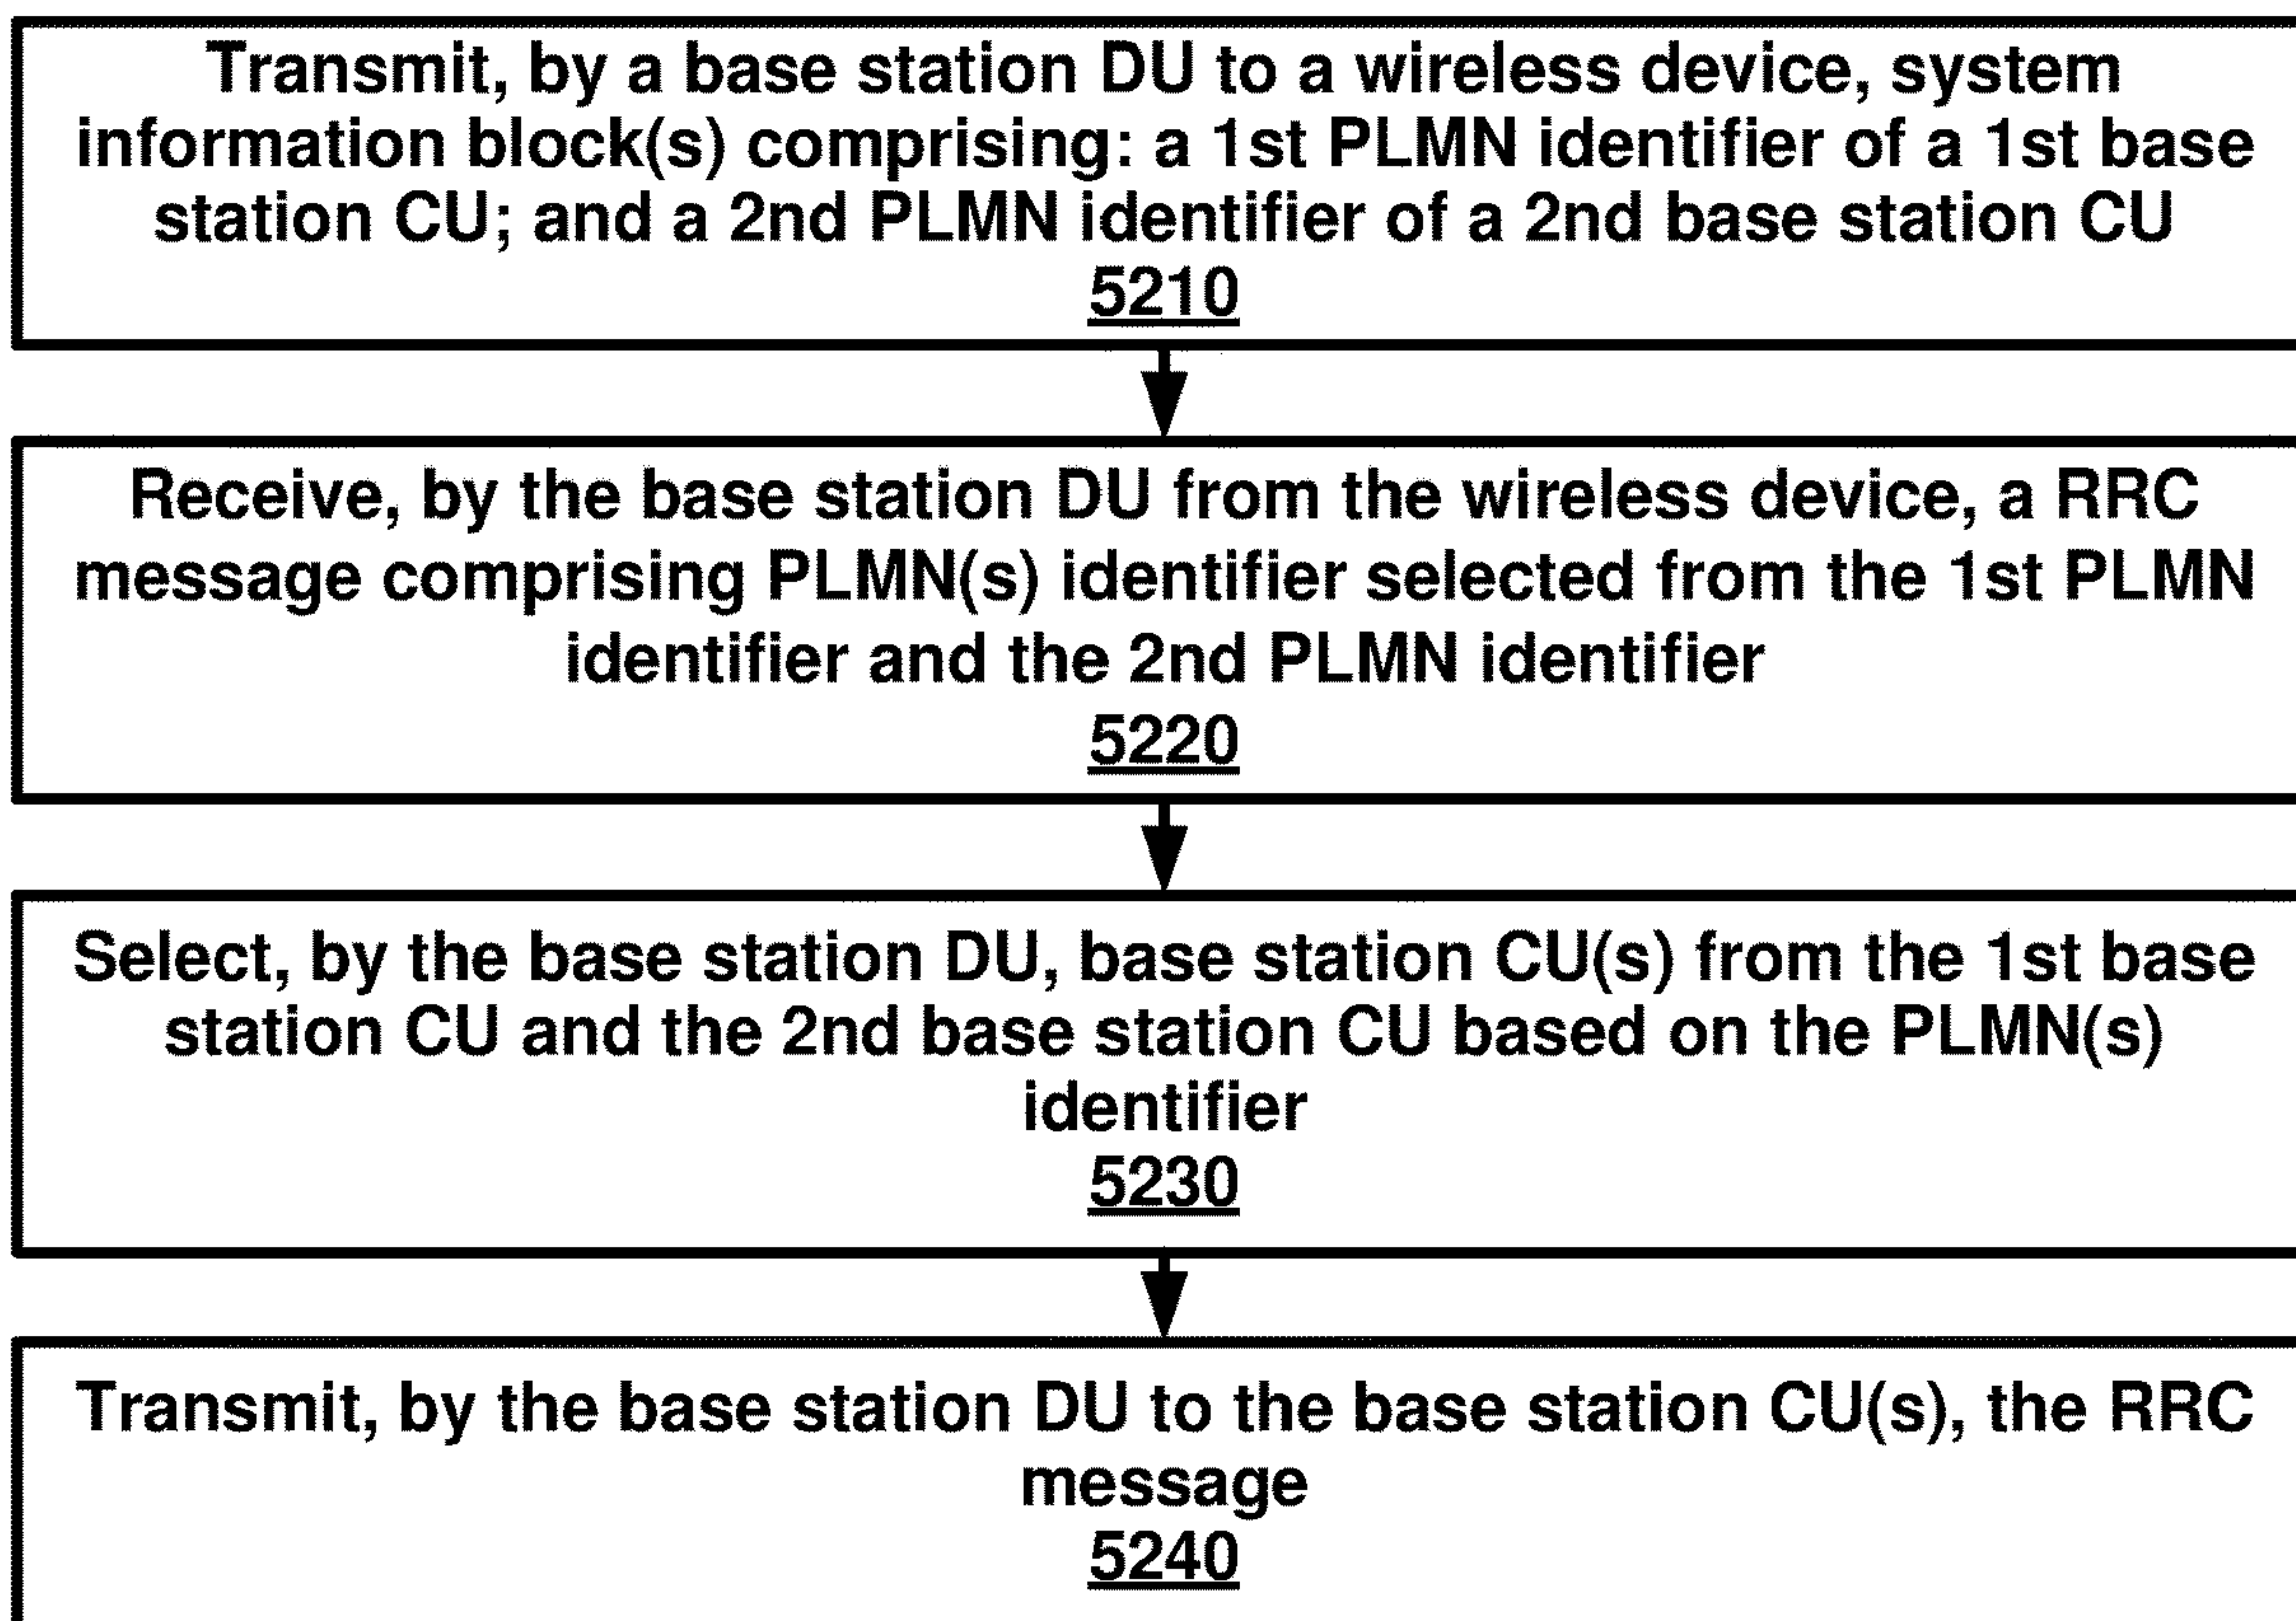 Transmit, by a base station DU to a wireless device, system
information block(s) comprising: a 1st PLMN identifier of a 1st base
station CU; and a 2nd PLMN identifier of a 2nd base station CU
5210
Receive, by the base station DU from the wireless device, a RRC
message comprising PLMN(s) identifier selected from the 1st PLMN
identifier and the 2nd PLMN identifier
5220
Select, by the base station DU, base station CU(s) from the 1st base
station CU and the 2nd base station CU based on the PLMN(s)
identifier
5230
Transmit, by the base station DU to the base station CU(s), the RRC
message
5240